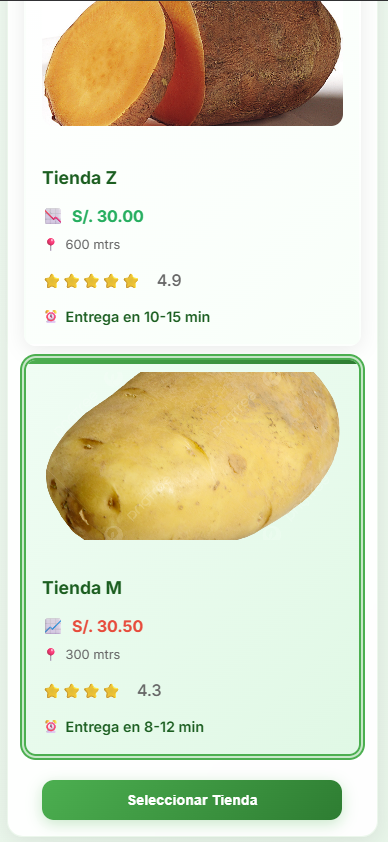 Tienda Z
S/. 30.00
600 mtrs
4.9
Entrega en 10-15 min
Tienda M
S/. 30.50
300 mtrs
4.3
Entrega en 8-12 min
Seleccionar Tienda